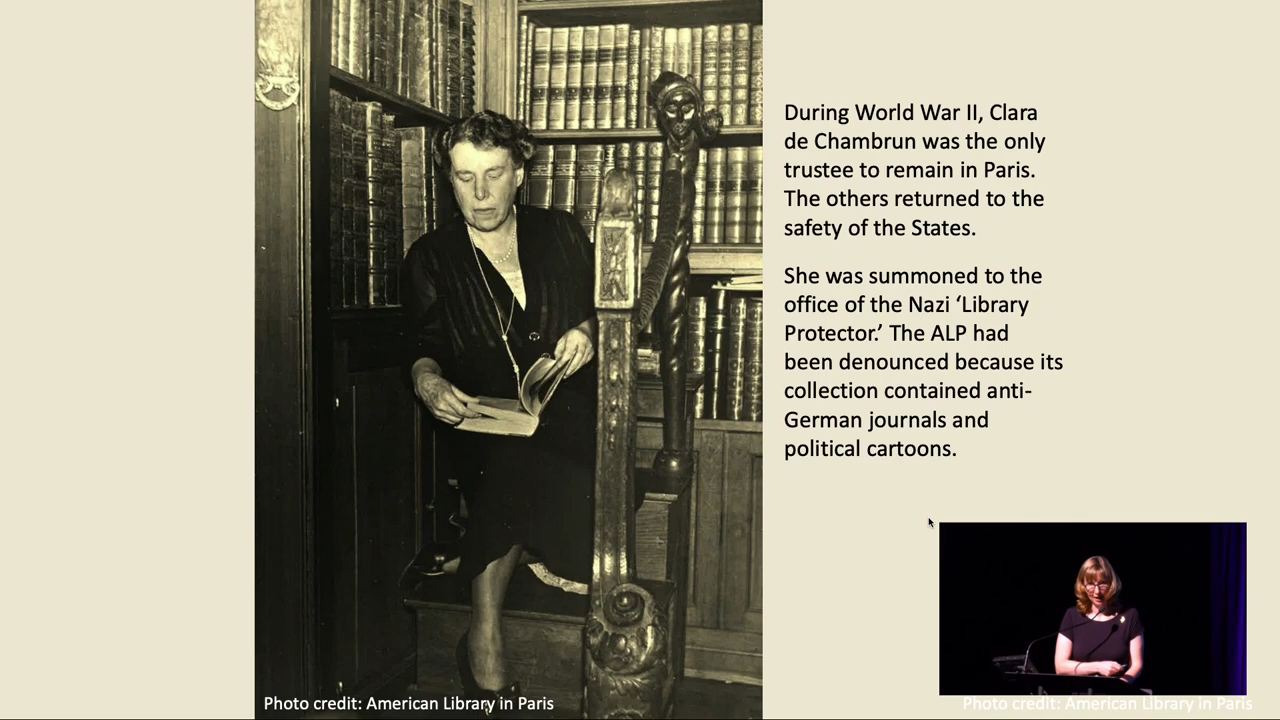 During World War II, Clara
de Chambrun was the only
trustee to remain in Paris.
The others returned to the
safety of the States.
She was summoned to the
office of the Nazi ‘Library
Protector.’ The ALP had
been denounced because its
collection contained anti-
German journals and
political cartoons.
Photo credit: American Library in Paris
Photo credit: American Library in Paris